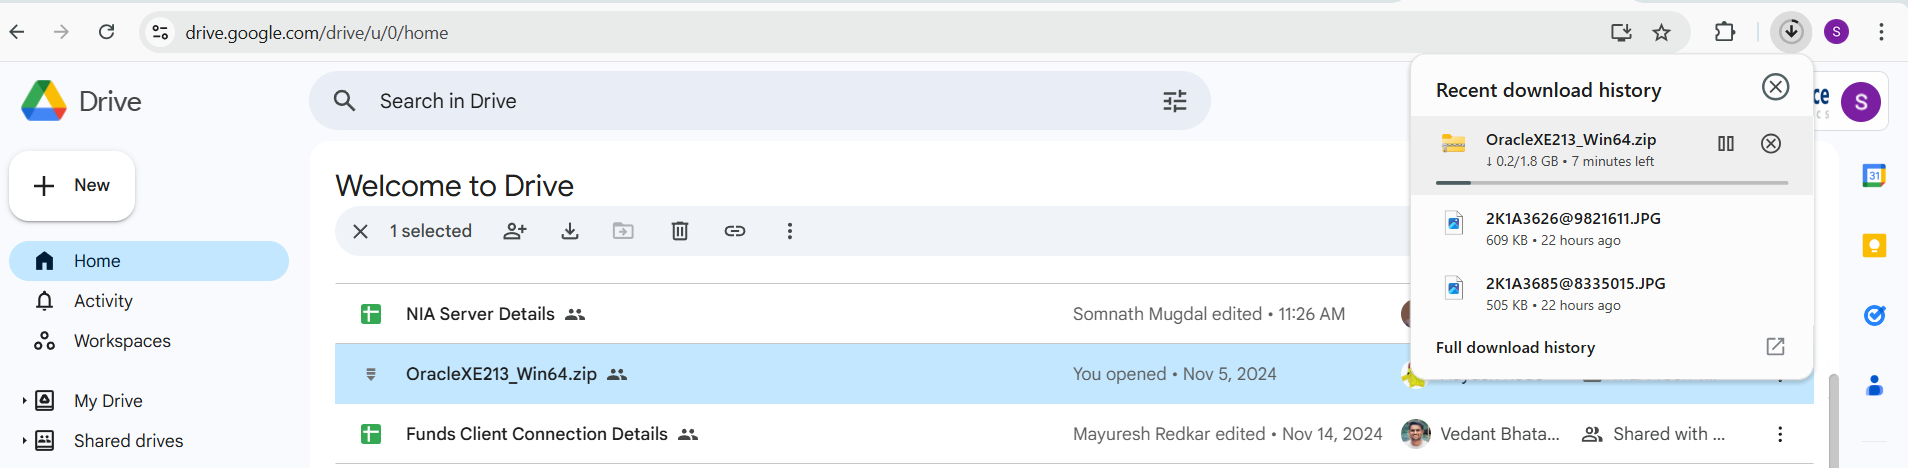 drive.google.com/drive/u/0/home
S
Drive
Search in Drive
Recent download history
ce
CS
S
OracleXE213_Win64.zip
↓ 0.2/1.8 GB • 7 minutes left
New
Welcome to Drive
31
1 selected
2K1A3626@9821611.JPG
609 KB • 22 hours ago
Home
2K1A3685@8335015.JPG
505 KB • 22 hours ago
Activity
NIA Server Details
Somnath Mugdal edited • 11:26 AM
Workspaces
Full download history
OracleXE213_Win64.zip
You opened • Nov 5, 2024
My Drive
Shared drives
Funds Client Connection Details
Mayuresh Redkar edited • Nov 14, 2024
Vedant Bhata...
Shared with ...